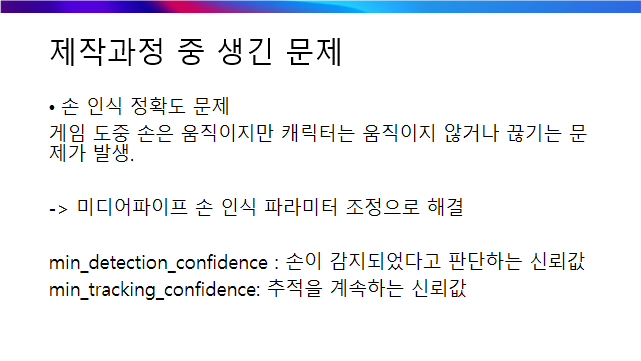 제작과정 중 생긴 문제
• 손 인식 정확도 문제
게임 도중 손은 움직이지만 캐릭터는 움직이지 않거나 끊기는 문
제가 발생.
-> 미디어파이프 손 인식 파라미터 조정으로 해결
min_detection_confidence : 손이 감지되었다고 판단하는 신뢰값
min_tracking_confidence: 추적을 계속하는 신뢰값